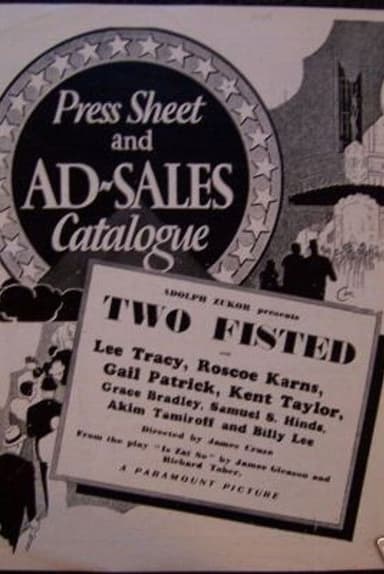 Press Sheet
and
AD-SALES
Catalogue
ADOLPH ZUKOR presents
TWO FISTED
with
Lee Tracy, Roscoe Karns,
Gail Patrick, Kent Taylor,
Grace Bradley, Samuel S. Hinds,
Akim Tamiroff and Billy Lee
Directed by James Cruze
From the play "Is Zat So" by James Gleason and
Richard Taber.
A PARAMOUNT PICTURE